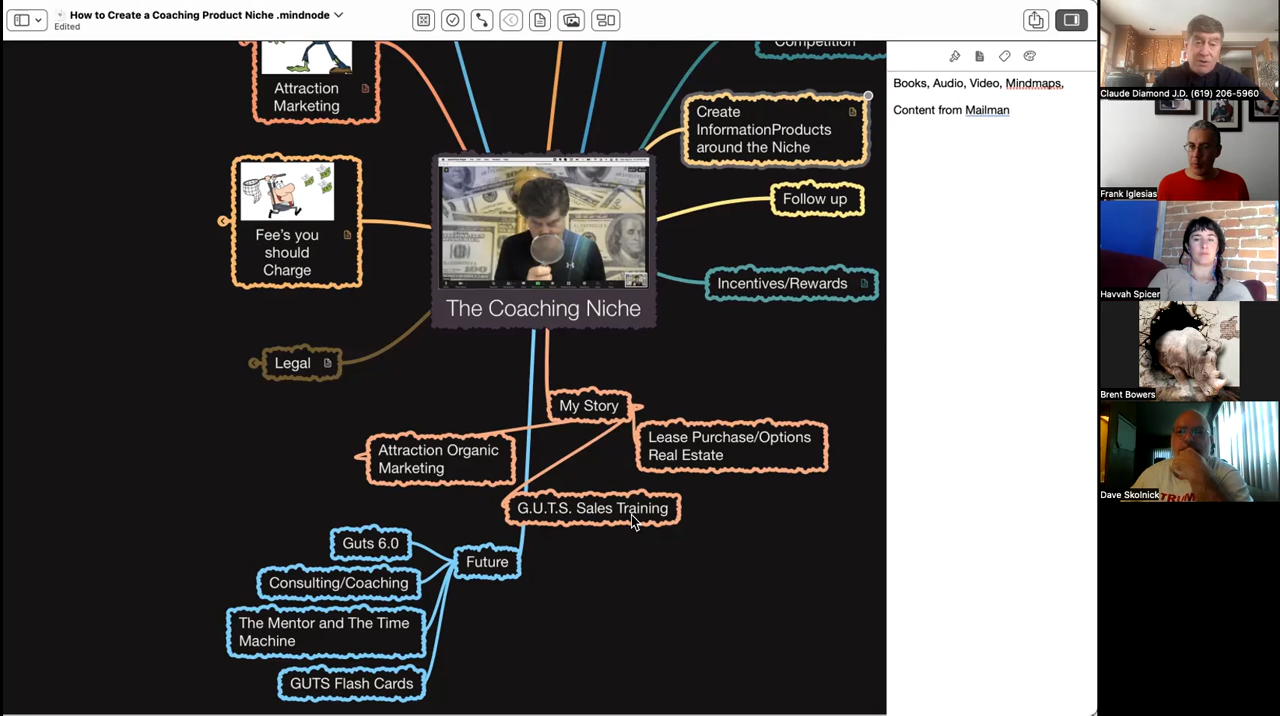 How to Create a Coaching Product Niche .mindnode
Edited
Attraction
Marketing
Competition
Create
InformationProducts
around the Niche
Follow up
Fee's you
should
Charge
Incentives/Rewards
The Coaching Niche
Legal
My Story
Lease Purchase/Options
Real Estate
Attraction Organic
Marketing
G.U.T.S. Sales Training
Guts 6.0
Future
Consulting/Coaching
The Mentor and The Time
Machine
GUTS Flash Cards
Books, Audio, Video, Mindmaps,
Content from Mailman
Claude Diamond J.D. (619) 206-5960
Frank Iglesias
Havvah Spicer
Brent Bowers
Dave Skolnick
TRUM